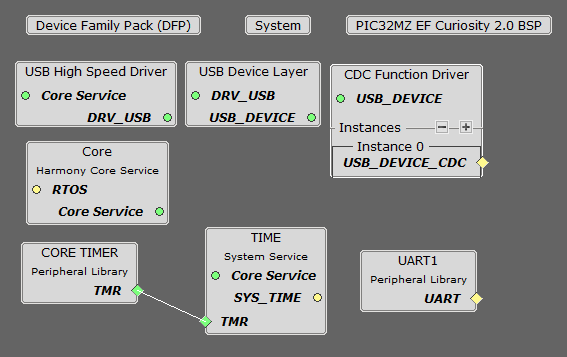 Device Family Pack (DFP)
System
PIC32MZ EF Curiosity 2.0 BSP
USB High Speed Driver
Core Service
DRV_USB
USB Device Layer
DRV_USB
USB_DEVICE
CDC Function Driver
USB_DEVICE
Instances
Instance 0
USB_DEVICE_CDC
Core
Harmony Core Service
RTOS
Core Service
CORE TIMER
Peripheral Library
TMR
TIME
System Service
Core Service
SYS_TIME
TMR
UART1
Peripheral Library
UART